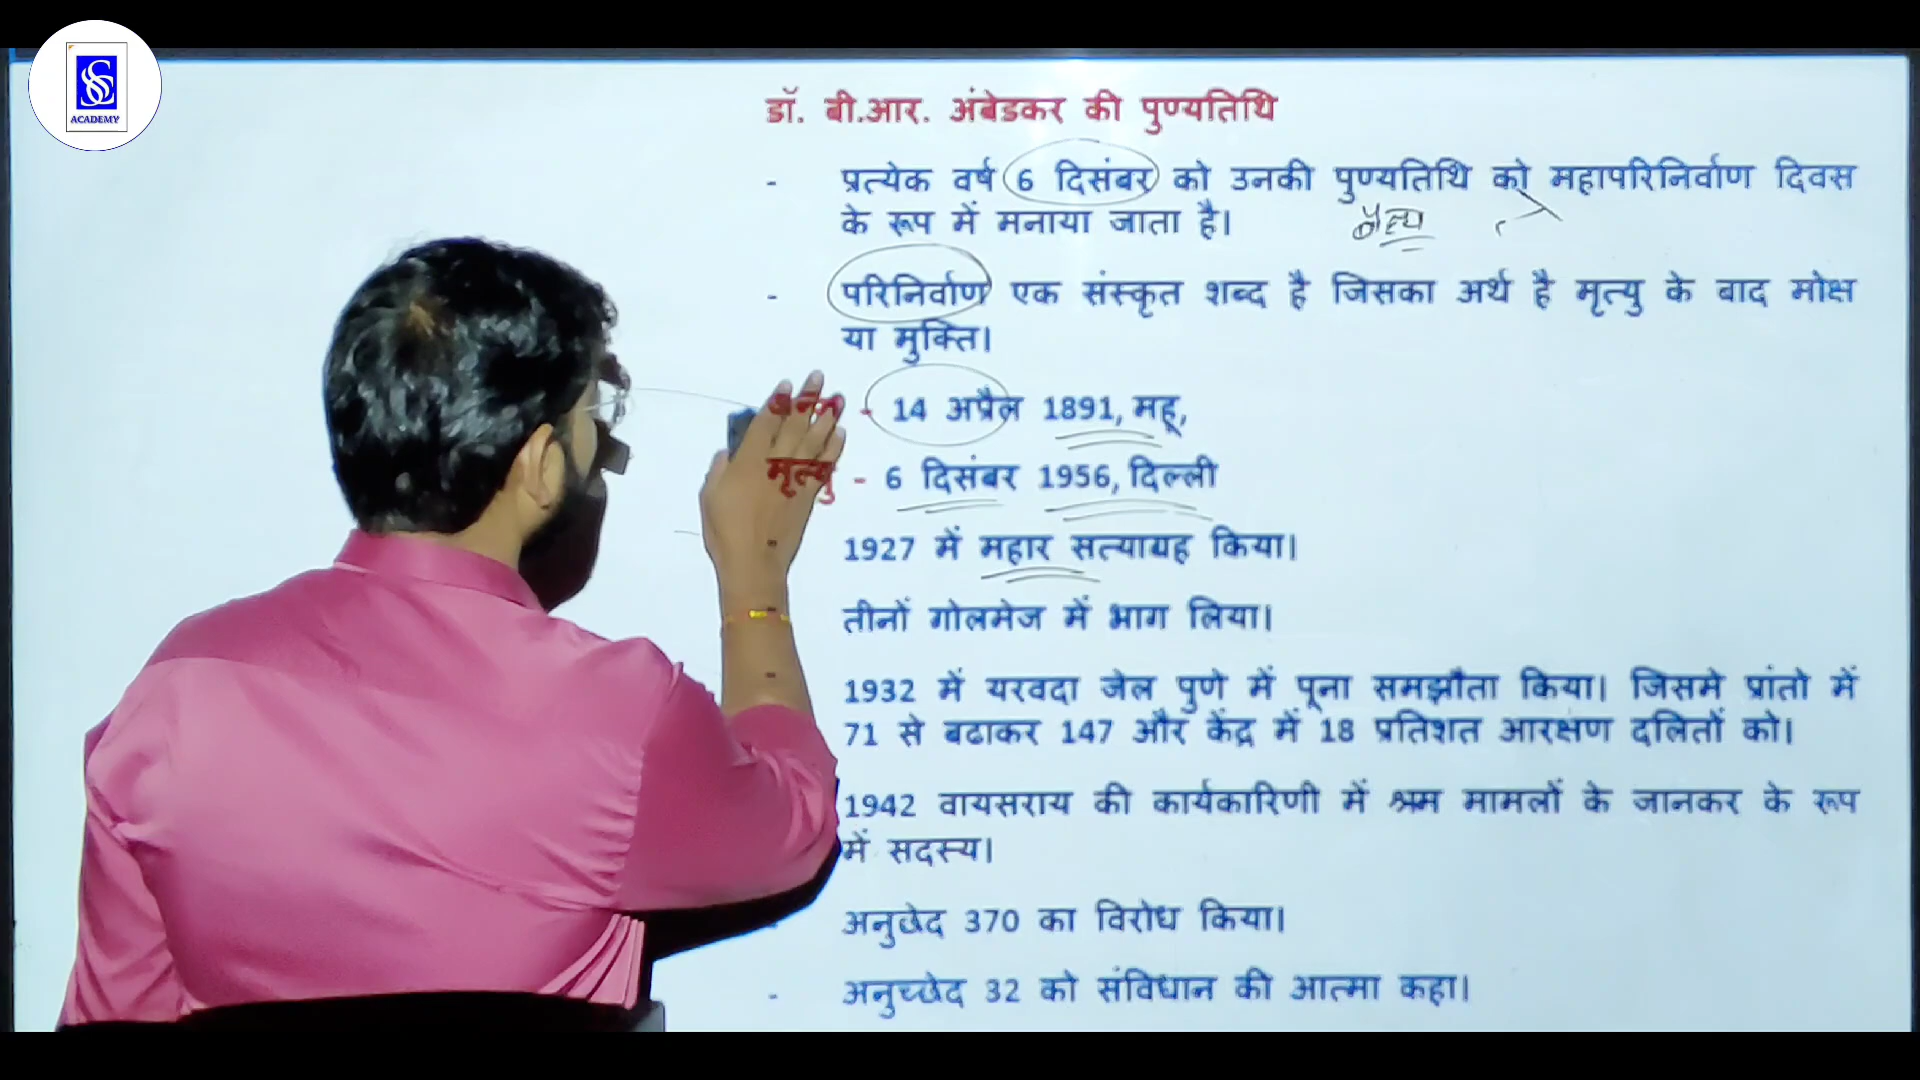 SS
ACADEMY
डॉ. बी.आर. अंबेडकर की पुण्यतिथि
- प्रत्येक वर्ष 6 दिसंबर को उनकी पुण्यतिथि को महापरिनिर्वाण दिवस
के रूप में मनाया जाता है।
- परिनिर्वाण एक संस्कृत शब्द है जिसका अर्थ है मृत्यु के बाद मोक्ष
या मुक्ति।
- 14 अप्रैल 1891, महू,
मृत्यु - 6 दिसंबर 1956, दिल्ली
- 1927 में महार सत्याग्रह किया।
- तीनों गोलमेज में भाग लिया।
- 1932 में यरवदा जेल पुणे में पूना समझौता किया। जिसमे प्रांतो में
71 से बढाकर 147 और केंद्र में 18 प्रतिशत आरक्षण दलितों को।
1942 वायसराय की कार्यकारिणी में श्रम मामलों के जानकर के रूप
में सदस्य।
- अनुछेद 370 का विरोध किया।
- अनुच्छेद 32 को संविधान की आत्मा कहा।